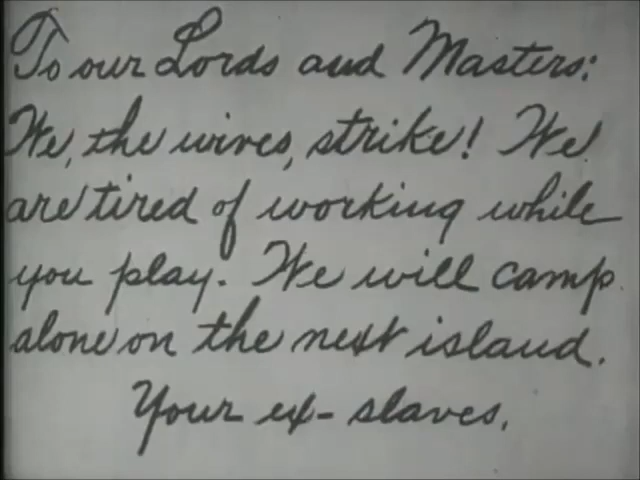 To our Lords and Masters:
We, the wives, strike! We
are tired of working while
you play. We will camp
alone on the next island.
Your ex-slaves.